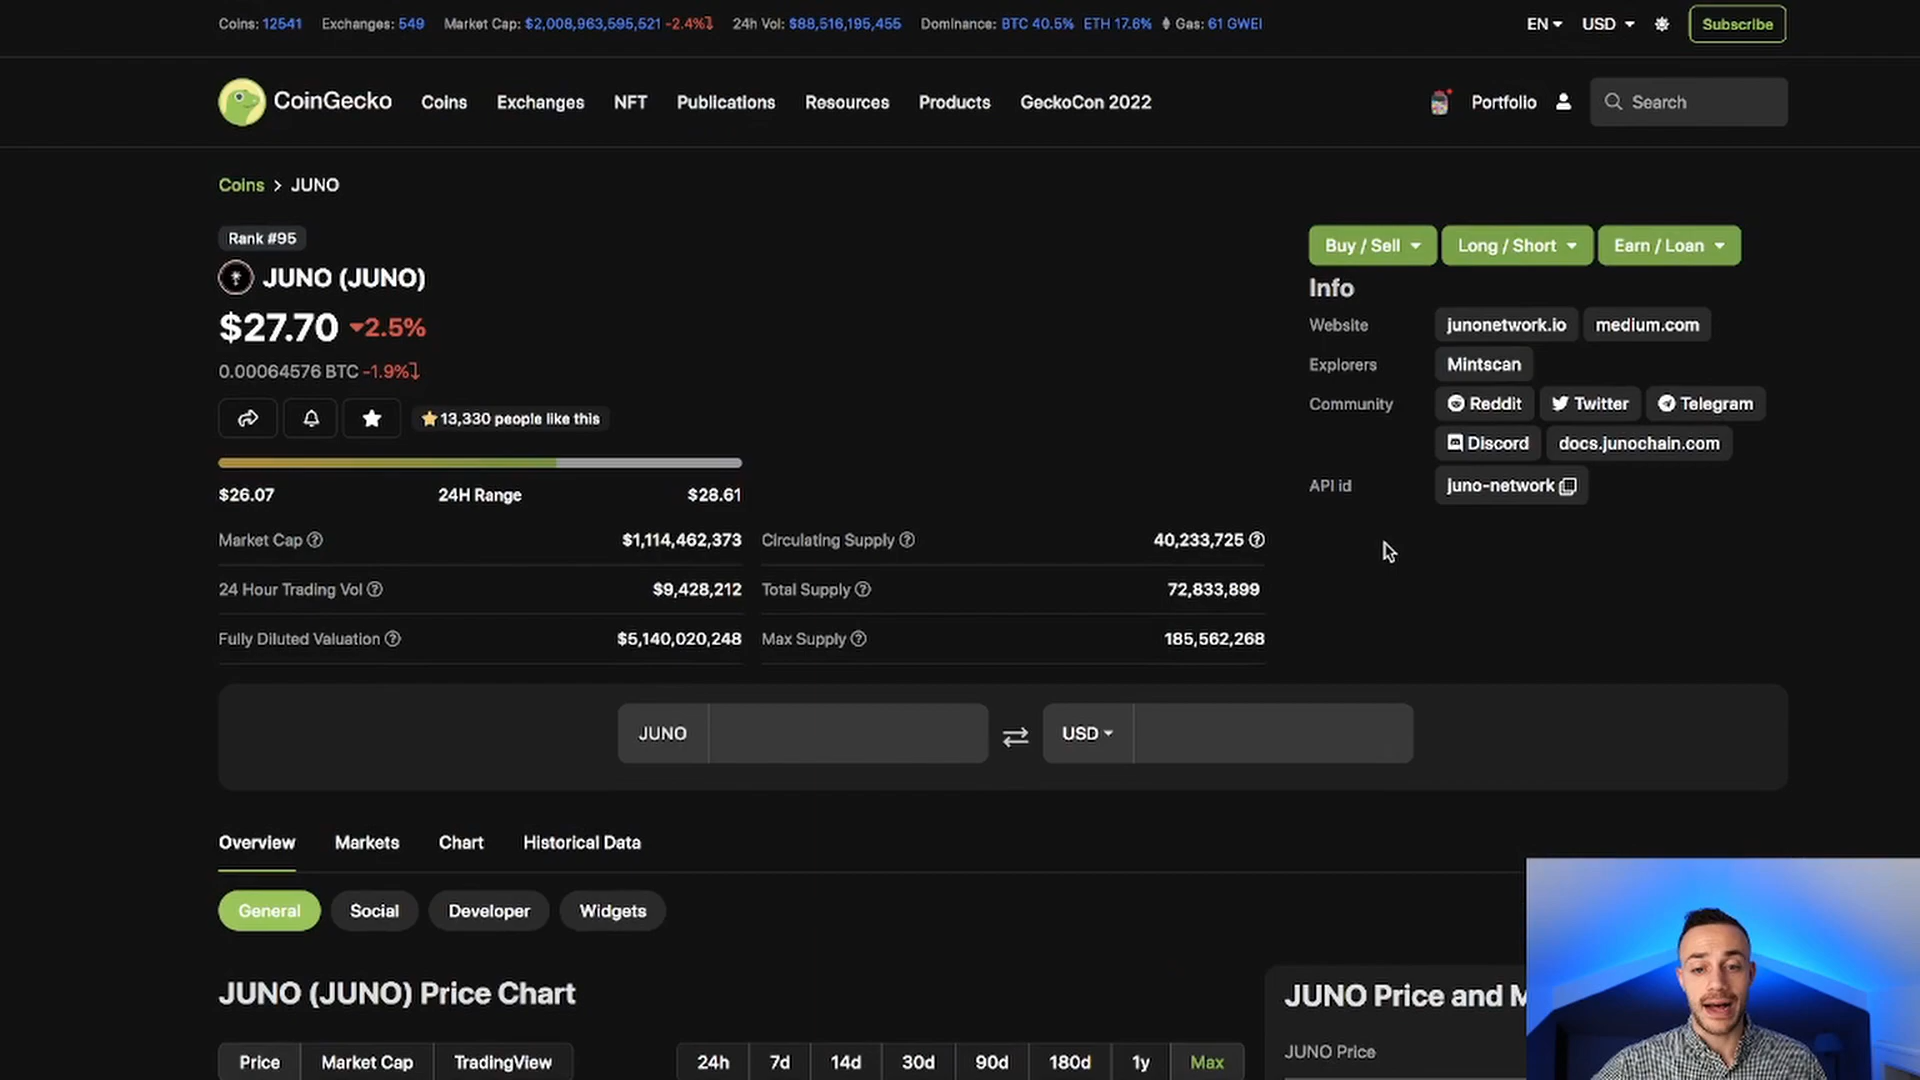 Coins: 12541 Exchanges: 549 Market Cap: $2,008,963,595,521 -2.4% 24h Vol: $88,516,195,455 Dominance: BTC 40.5% ETH 17.6% Gas: 61 GWEI EN USD Subscribe
CoinGecko Coins Exchanges NFT Publications Resources Products GeckoCon 2022 Portfolio Search
Coins > JUNO
Rank #95
JUNO (JUNO)
$27.70 2.5%
0.00064576 BTC -1.9%
13,330 people like this
$26.07 24H Range $28.61
Market Cap $1,114,462,373
24 Hour Trading Vol $9,428,212
Fully Diluted Valuation $5,140,020,248
Circulating Supply 40,233,725
Total Supply 72,833,899
Max Supply 185,562,268
Buy / Sell Long / Short Earn / Loan
Info
Website junonetwork.io medium.com
Explorers Mintscan
Community Reddit Twitter Telegram
Discord docs.junochain.com
API id juno-network
JUNO USD
Overview Markets Chart Historical Data
General Social Developer Widgets
JUNO (JUNO) Price Chart
Price Market Cap TradingView 24h 7d 14d 30d 90d 180d 1y Max
JUNO Price and M
JUNO Price